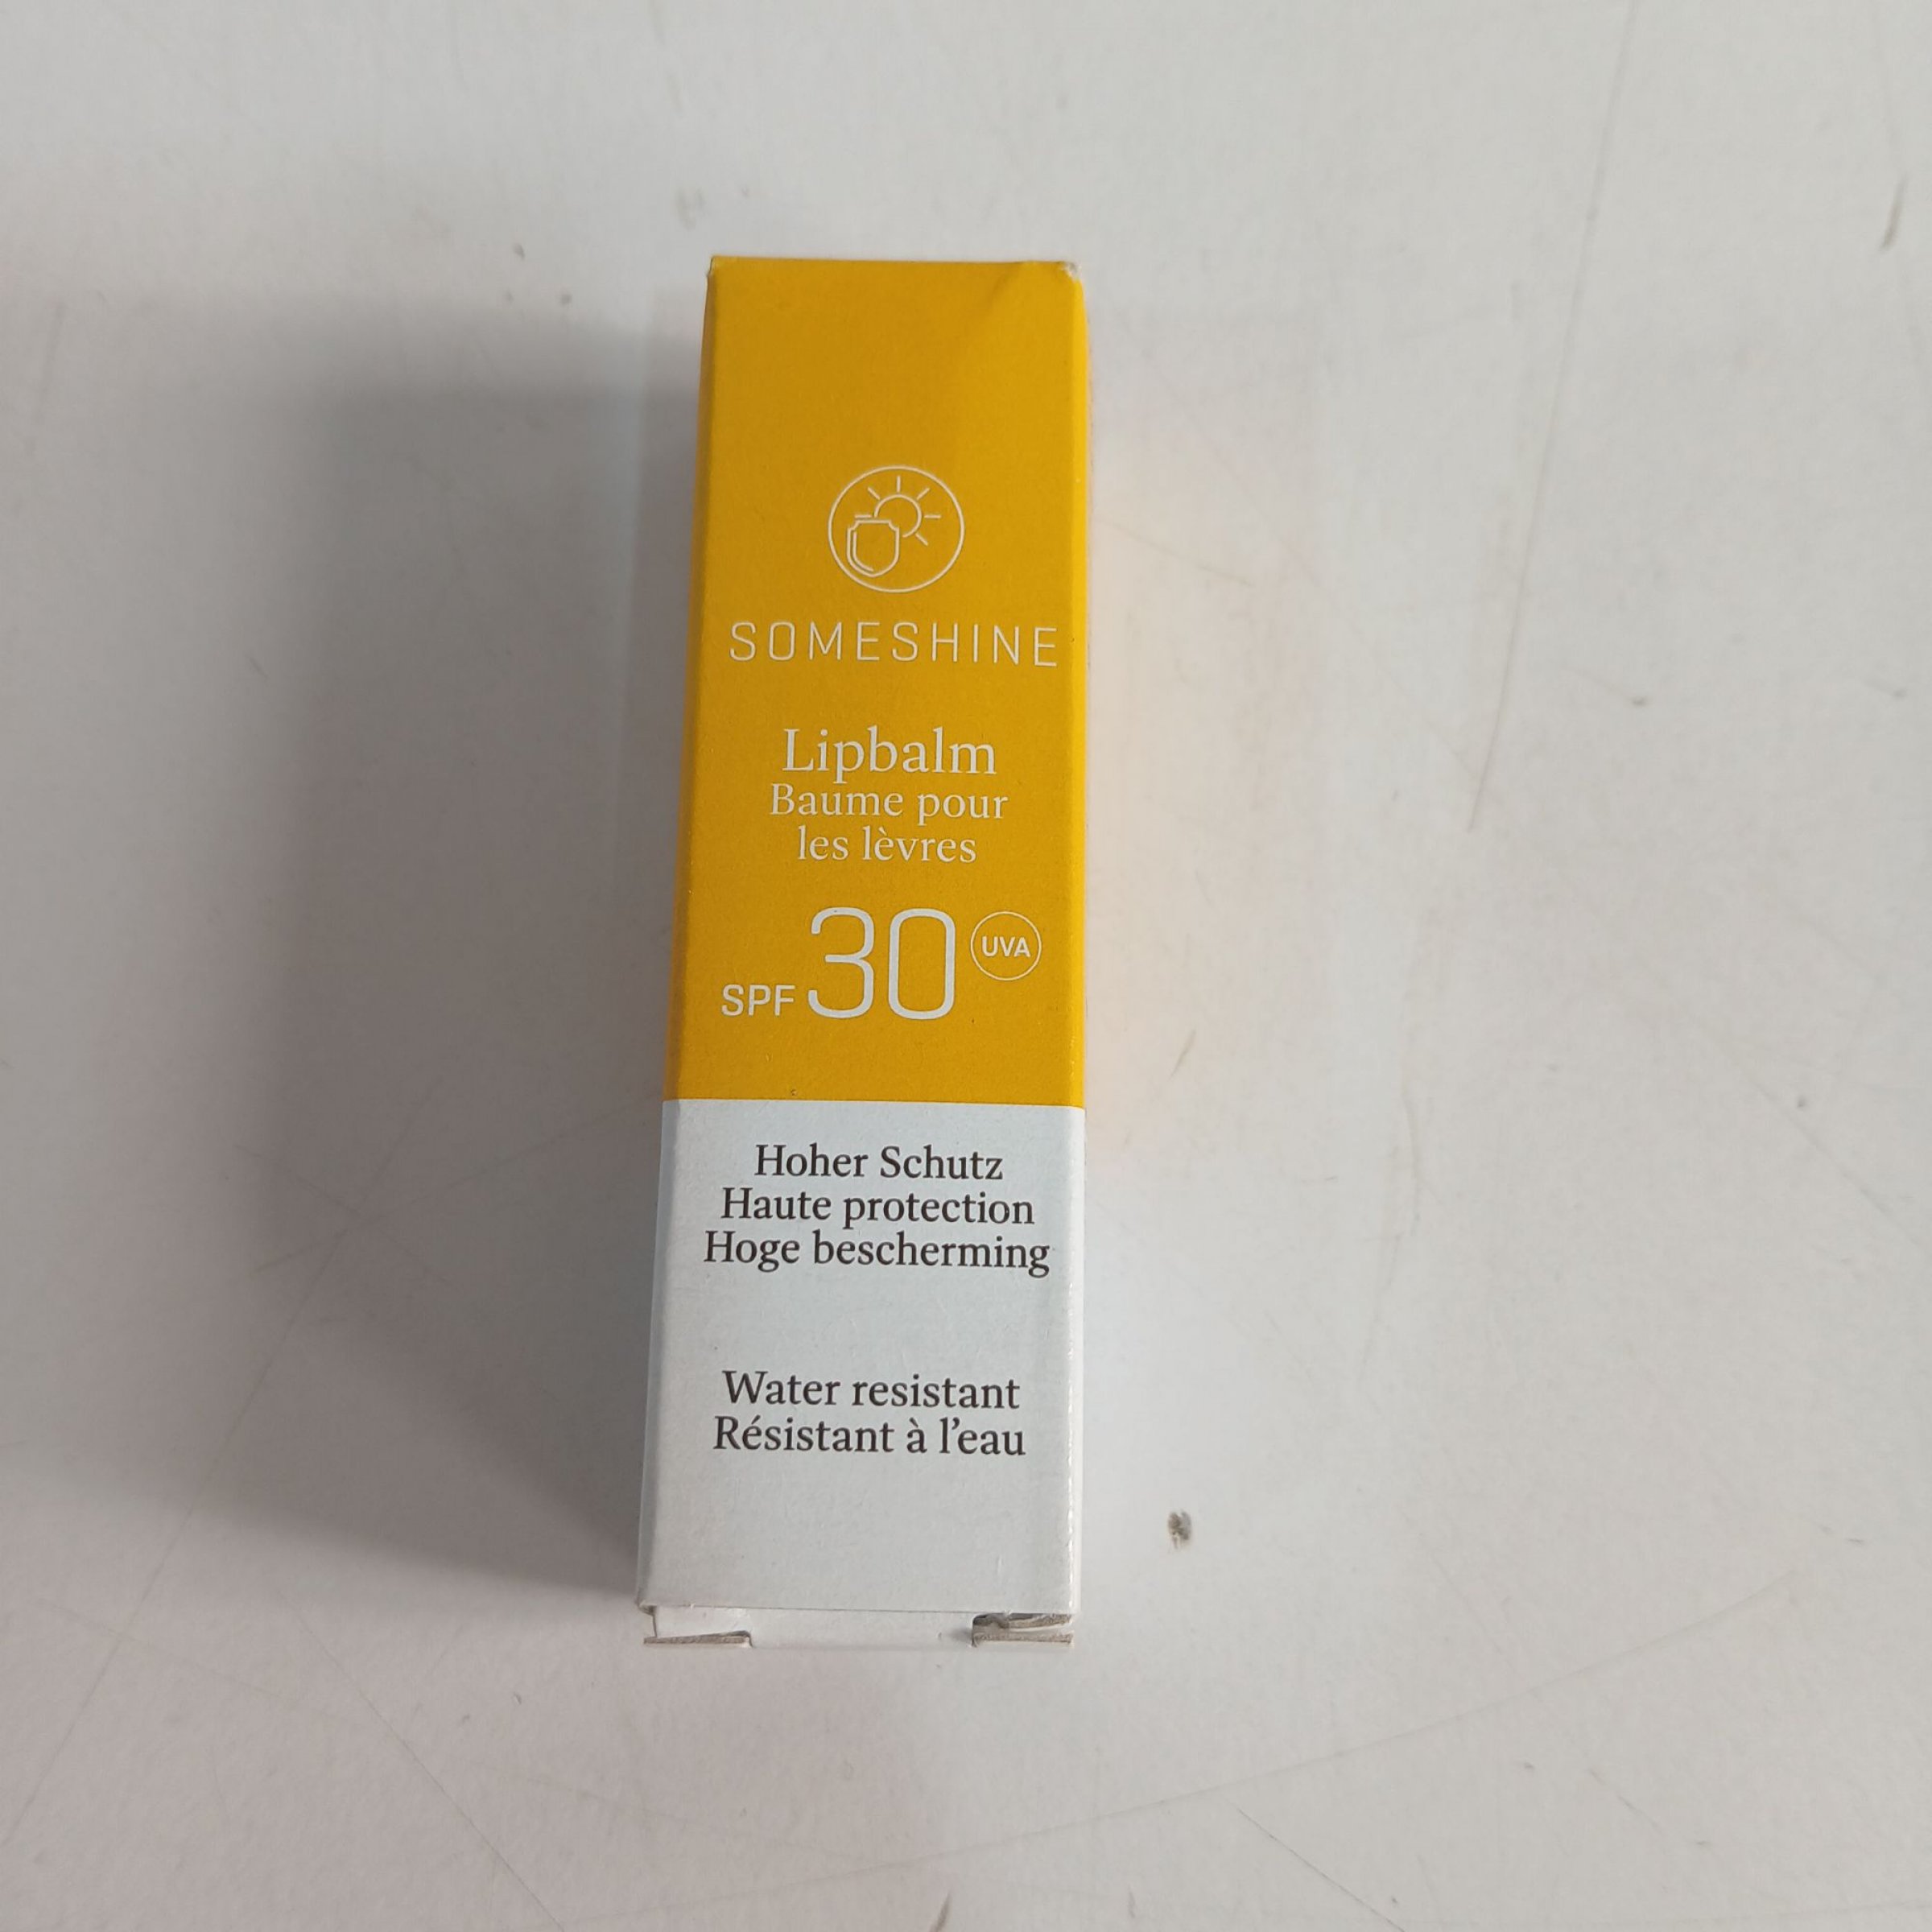 SOMESHINE
Lipbalm
Baume pour
les lèvres
SPF 30 UVA
Hoher Schutz
Haute protection
Hoge bescherming
Water resistant
Résistant à l'eau